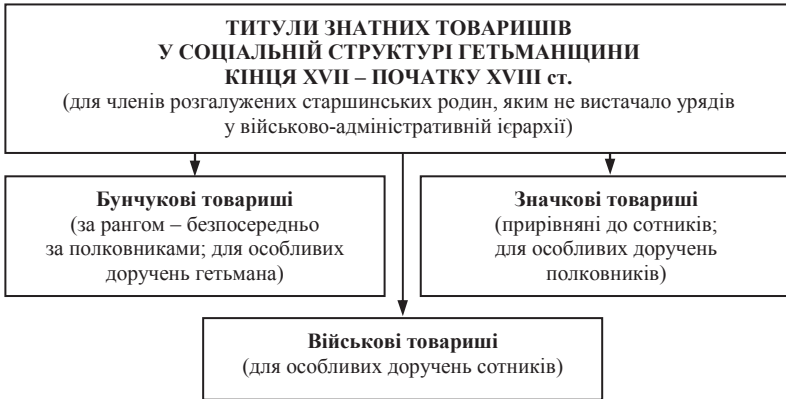 ТИТУЛИ ЗНАТНИХ ТОВАРИШІВ
У СОЦІАЛЬНІЙ СТРУКТУРІ ГЕТЬМАНЩИНИ
КІНЦЯ XVII – ПОЧАТКУ XVIII ст.
(для членів розгалужених старшинських родин, яким не вистачало урядів
у військово-адміністративній ієрархії)
Бунчукові товариші
(за рангом – безпосередньо
за полковниками; для особливих
доручень гетьмана)
Значкові товариші
(прирівняні до сотників;
для особливих доручень
полковників)
Військові товариші
(для особливих доручень сотників)